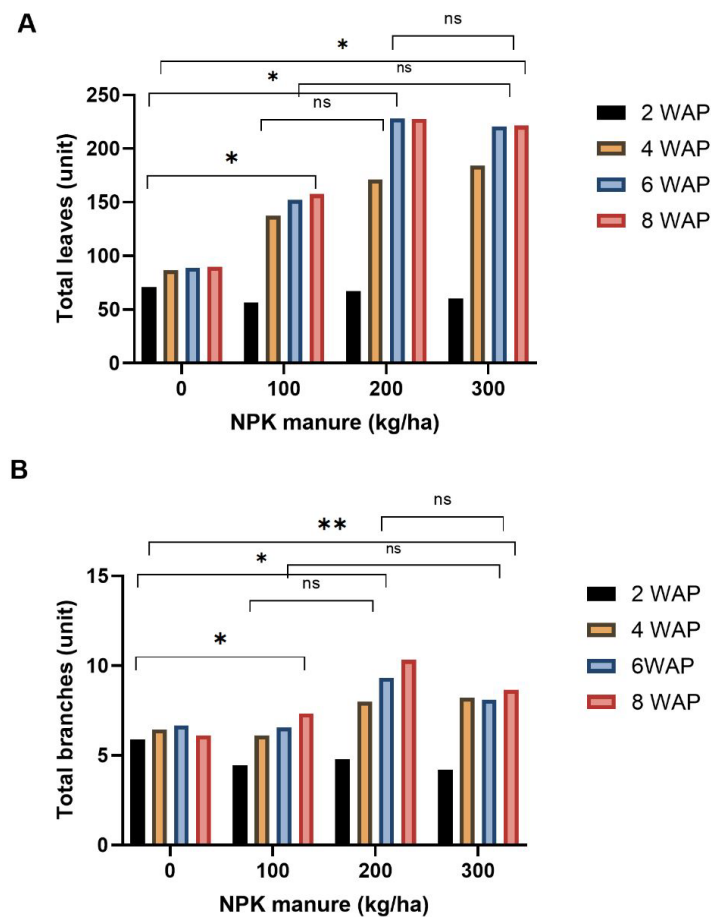 A
ns
*
ns
*
ns
*
250
200
150
100
50
0
Total leaves (unit)
0 100 200 300
NPK manure (kg/ha)
2 WAP
4 WAP
6 WAP
8 WAP
B
ns
**
ns
*
ns
*
15
10
5
0
Total branches (unit)
0 100 200 300
NPK manure (kg/ha)
2 WAP
4 WAP
6WAP
8 WAP